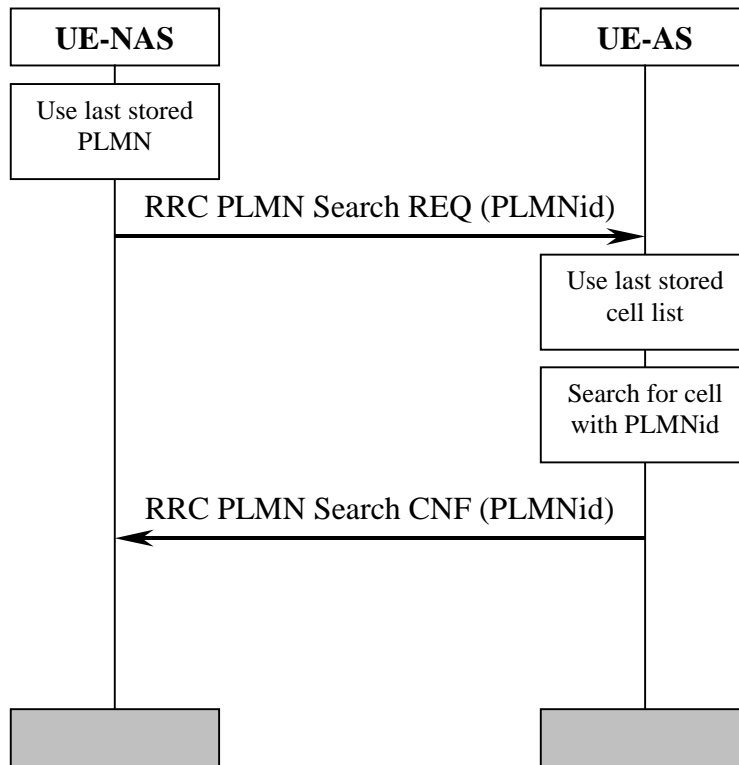 UE-NAS
UE-AS
Use last stored
PLMN
RRC PLMN Search REQ (PLMNid)
Use last stored
cell list
Search for cell
with PLMNid
RRC PLMN Search CNF (PLMNid)